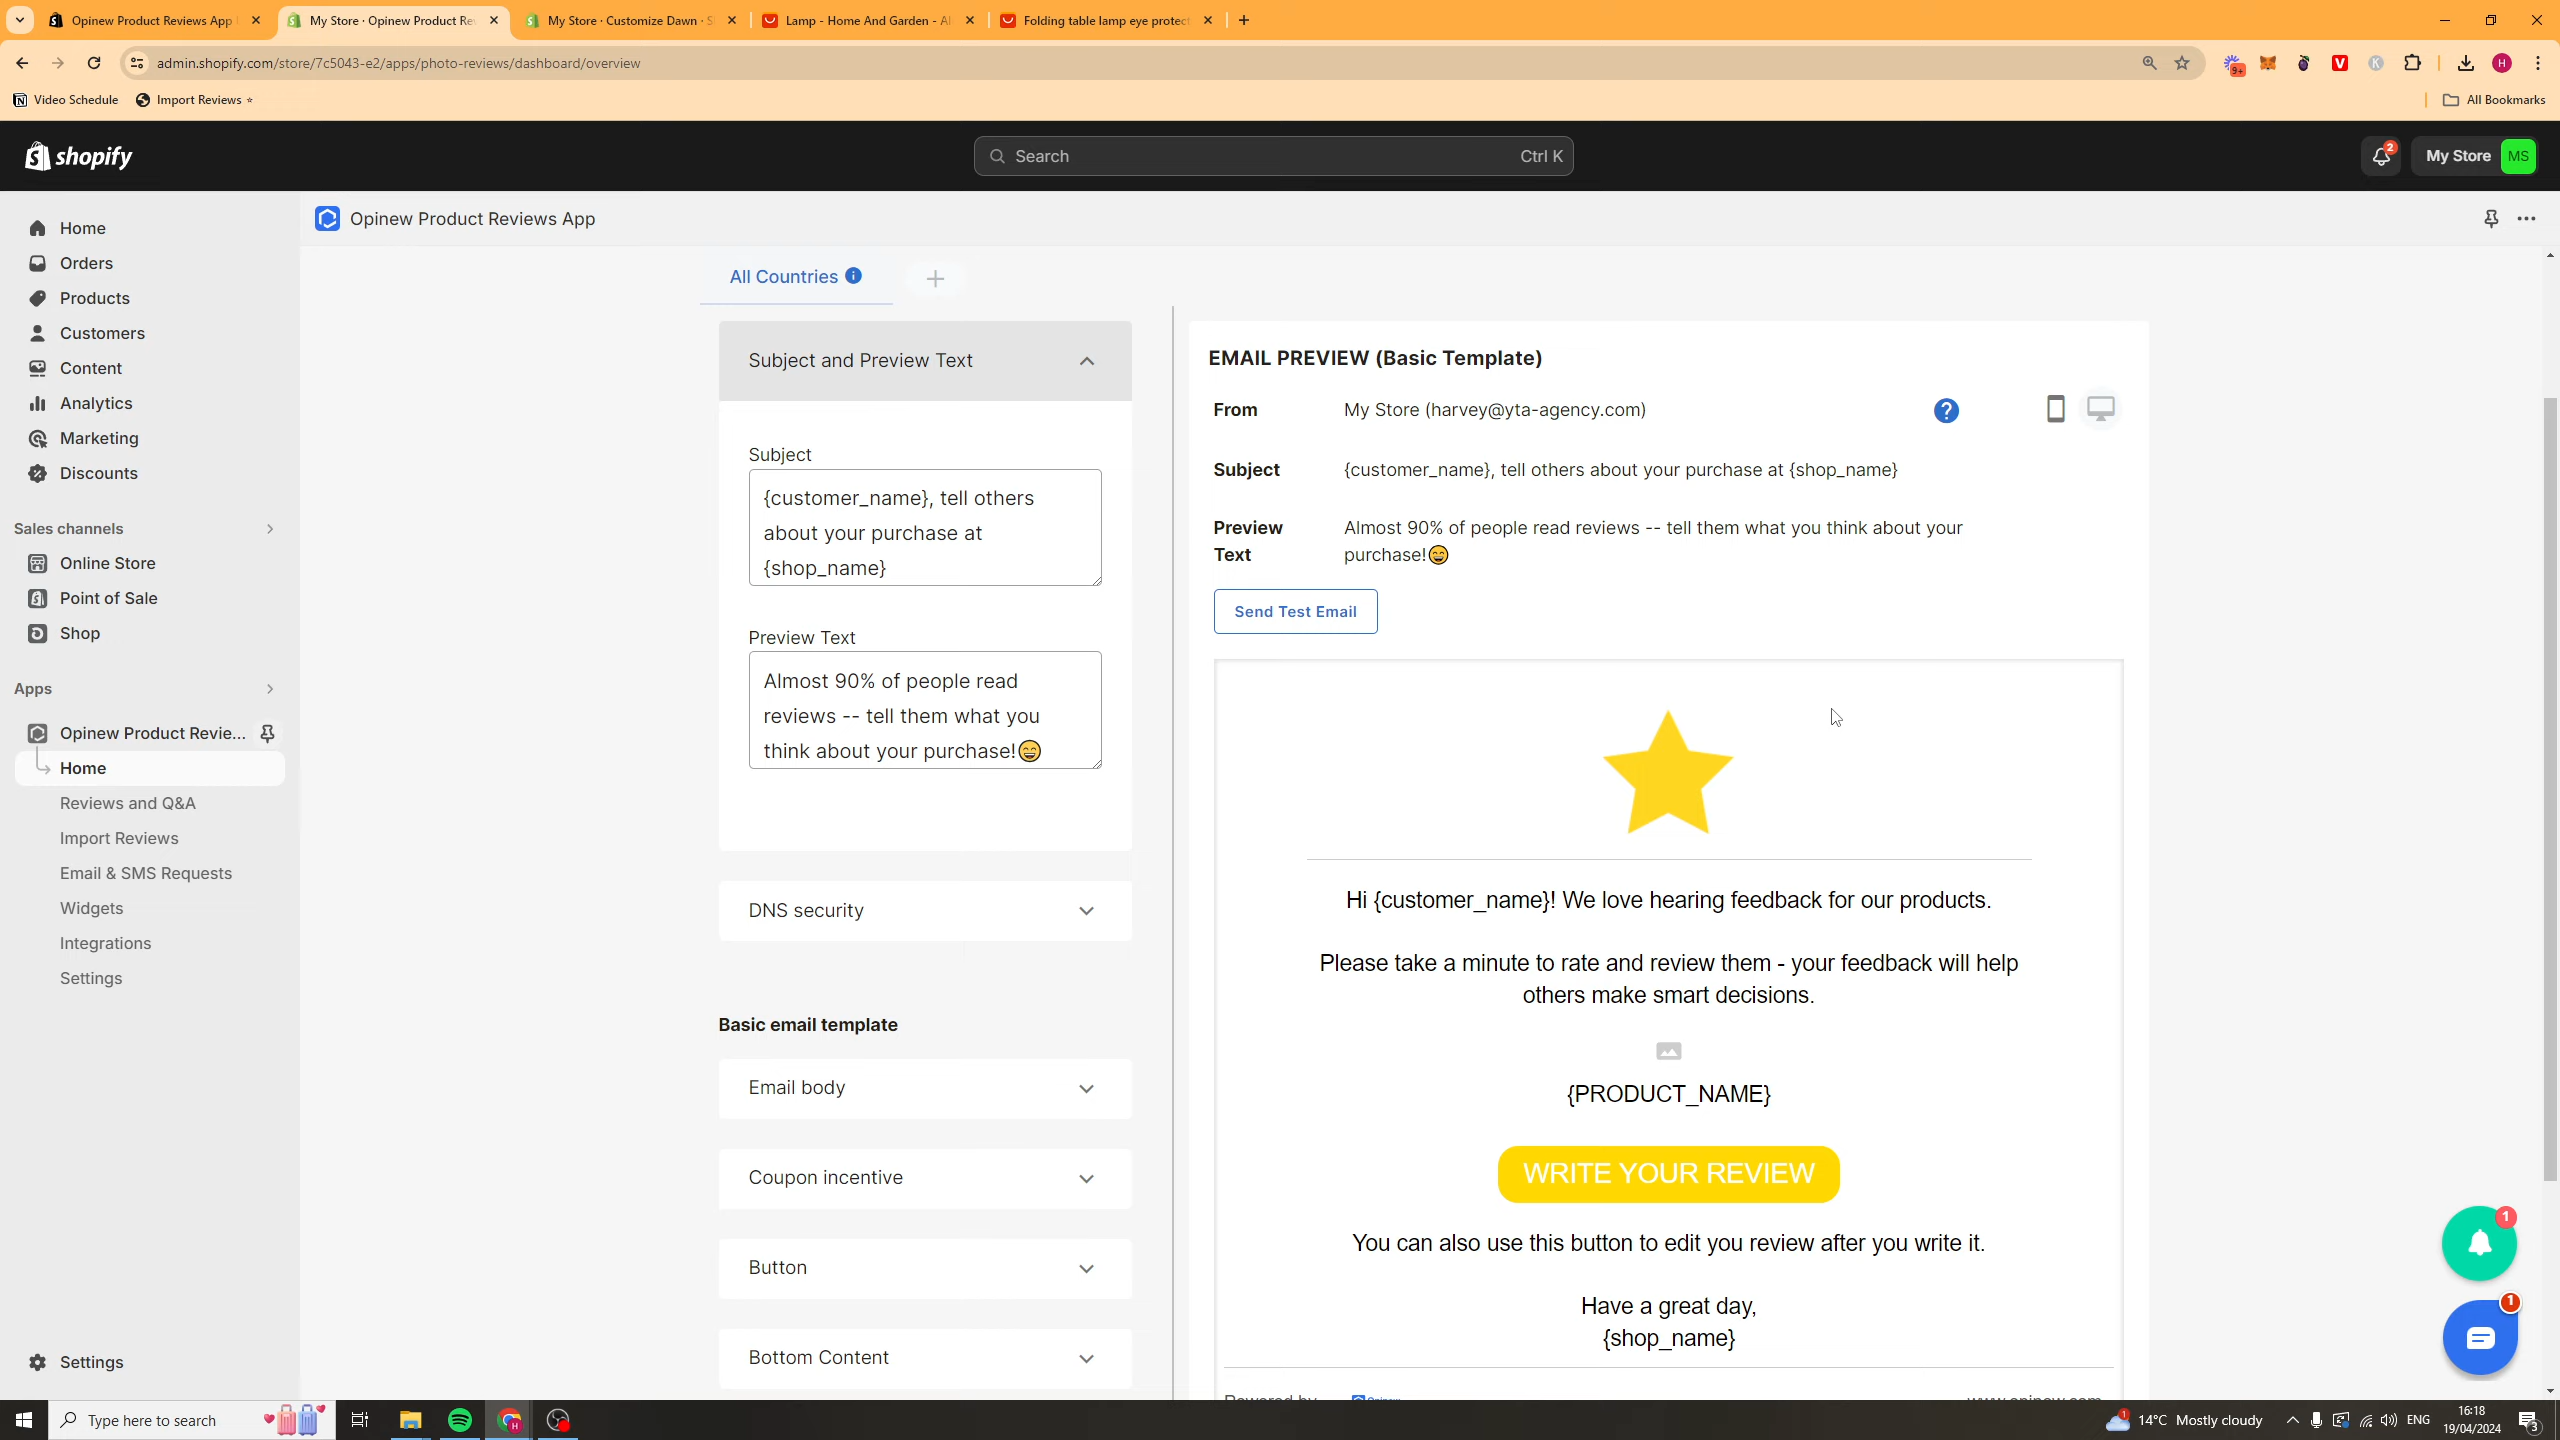 Opinew Product Reviews App
My Store · Opinew Product Re
My Store · Customize Dawn · S
Lamp - Home And Garden - Al
Folding table lamp eye protect
admin.shopify.com/store/7c5043-e2/apps/photo-reviews/dashboard/overview
9+
V
K
H
Video Schedule
Import Reviews ⭐
All Bookmarks
shopify
Search
Ctrl K
2
My Store
MS
Home
Orders
Products
Customers
Content
Analytics
Marketing
Discounts
Sales channels
Online Store
Point of Sale
Shop
Apps
Opinew Product Revie...
Home
Reviews and Q&A
Import Reviews
Email & SMS Requests
Widgets
Integrations
Settings
Settings
Opinew Product Reviews App
All Countries
Subject and Preview Text
Subject
{customer_name}, tell others
about your purchase at
{shop_name}
Preview Text
Almost 90% of people read
reviews -- tell them what you
think about your purchase!😄
DNS security
Basic email template
Email body
Coupon incentive
Button
Bottom Content
EMAIL PREVIEW (Basic Template)
From
My Store (harvey@yta-agency.com)
?
Subject
{customer_name}, tell others about your purchase at {shop_name}
Preview
Text
Almost 90% of people read reviews -- tell them what you think about your
purchase!😄
Send Test Email
Hi {customer_name}! We love hearing feedback for our products.
Please take a minute to rate and review them - your feedback will help
others make smart decisions.
{PRODUCT_NAME}
WRITE YOUR REVIEW
You can also use this button to edit you review after you write it.
Have a great day,
{shop_name}
Powered by
Opinew
www.opinew.com
1
1
Type here to search
1
14°C Mostly cloudy
ENG
16:18
19/04/2024
3